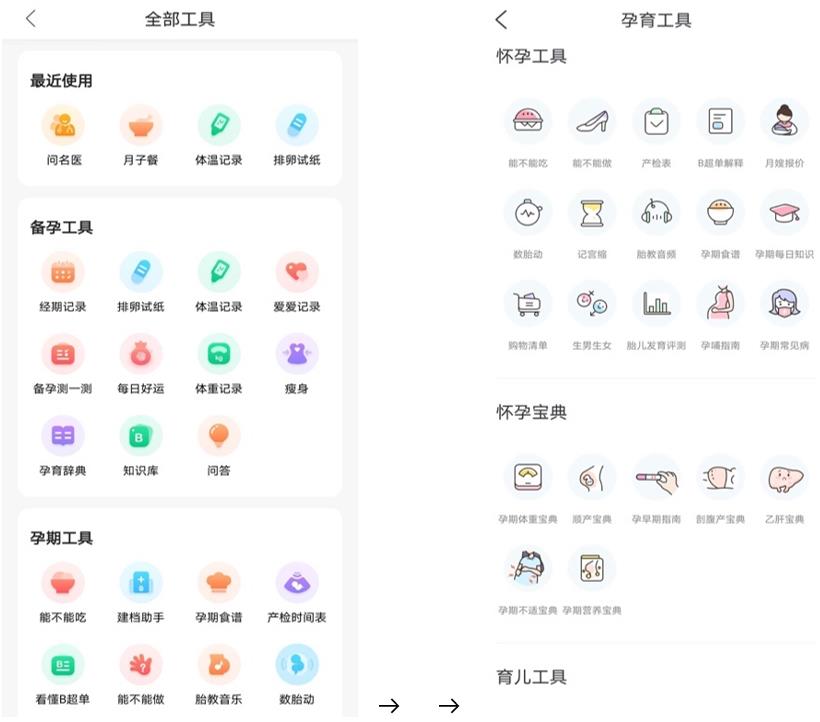 全部工具
最近使用
问名医 月子餐 体温记录 排卵试纸
备孕工具
经期记录 排卵试纸 体温记录 爱爱记录
备孕测一测 每日好运 体重记录 瘦身
孕育辞典 知识库 问答
孕期工具
能不能吃 建档助手 孕期食谱 产检时间表
看懂B超单 能不能做 胎教音乐 数胎动
孕育工具
怀孕工具
能不能吃 能不能做 产检表 B超单解释 月嫂报价
数胎动 记宫缩 胎教音频 孕期食谱 孕期每日知识
购物清单 生男生女 胎儿发育评测 孕哺指南 孕期常见病
怀孕宝典
孕期体重宝典 顺产宝典 孕早期指南 剖腹产宝典 乙肝宝典
孕期不适宝典 孕期营养宝典
育儿工具